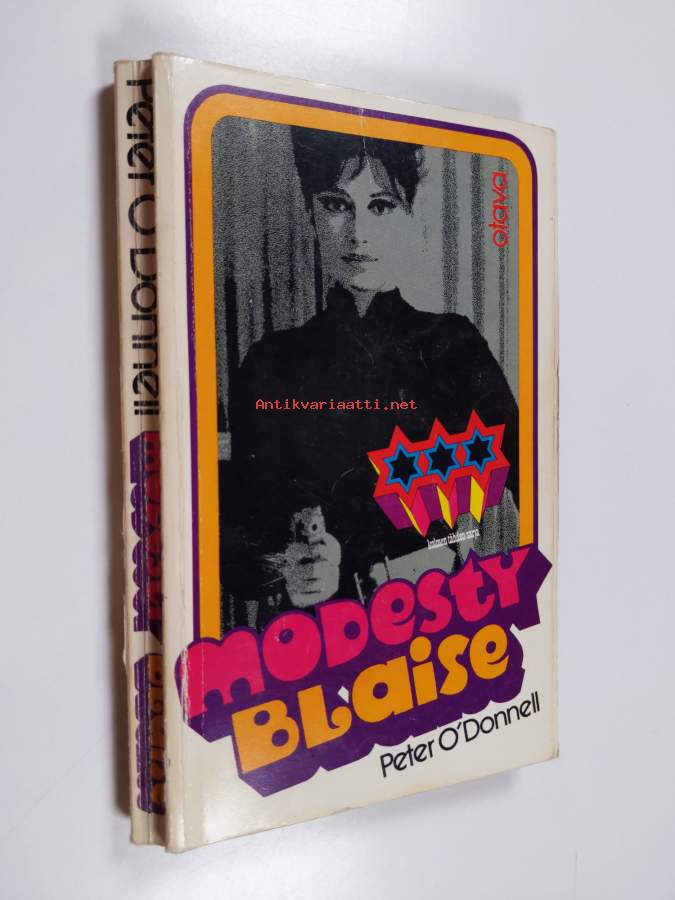 Peter O'Donnell
MODESTY BLAISE
otava
Antikvariaatti.net
kolmen tähden sarja
MODESTY
BLaise
Peter O'Donnell